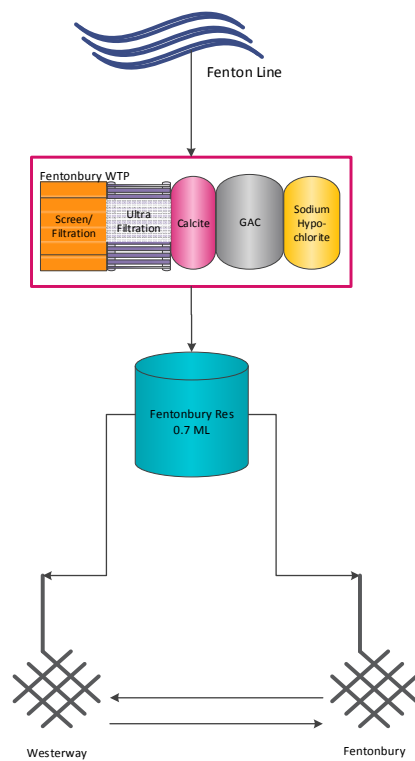 Fenton Line
Fentonbury WTP
Screen/
Filtration
Ultra
Filtration
Calcite
GAC
Sodium
Hypo-
chlorite
Fentonbury Res
0.7 ML
Westerway
Fentonbury